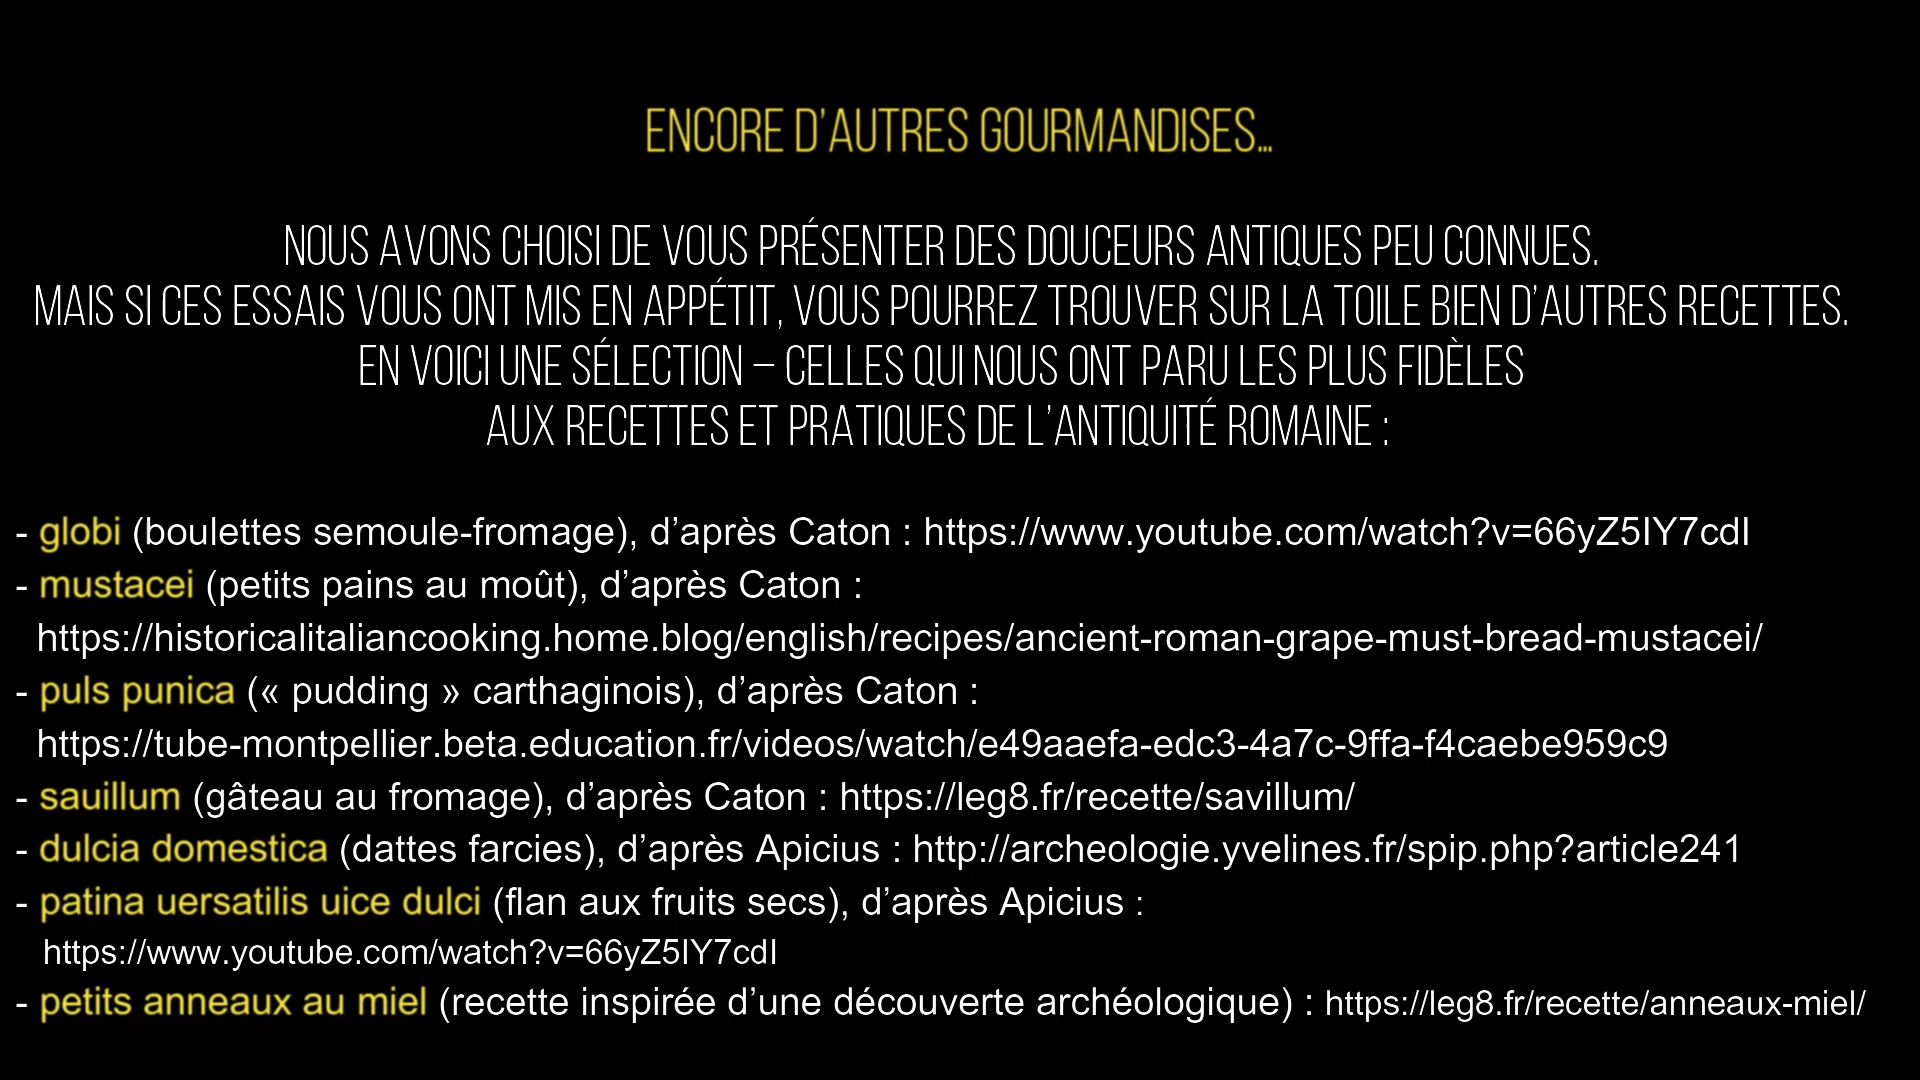 ENCORE D’AUTRES GOURMANDISES…
NOUS AVONS CHOISI DE VOUS PRÉSENTER DES DOUCEURS ANTIQUES PEU CONNUES.
MAIS SI CES ESSAIS VOUS ONT MIS EN APPÉTIT, VOUS POURREZ TROUVER SUR LA TOILE BIEN D’AUTRES RECETTES.
EN VOICI UNE SÉLECTION – CELLES QUI NOUS ONT PARU LES PLUS FIDÈLES
AUX RECETTES ET PRATIQUES DE L’ANTIQUITÉ ROMAINE :
- globi (boulettes semoule-fromage), d’après Caton : https://www.youtube.com/watch?v=66yZ5IY7cdI
- mustacei (petits pains au moût), d’après Caton :
https://historicalitaliancooking.home.blog/english/recipes/ancient-roman-grape-must-bread-mustacei/
- puls punica (« pudding » carthaginois), d’après Caton :
https://tube-montpellier.beta.education.fr/videos/watch/e49aaefa-edc3-4a7c-9ffa-f4caebe959c9
- sauillum (gâteau au fromage), d’après Caton : https://leg8.fr/recette/savillum/
- dulcia domestica (dattes farcies), d’après Apicius : http://archeologie.yvelines.fr/spip.php?article241
- patina uersatilis uice dulci (flan aux fruits secs), d’après Apicius :
https://www.youtube.com/watch?v=66yZ5IY7cdI
- petits anneaux au miel (recette inspirée d’une découverte archéologique) : https://leg8.fr/recette/anneaux-miel/